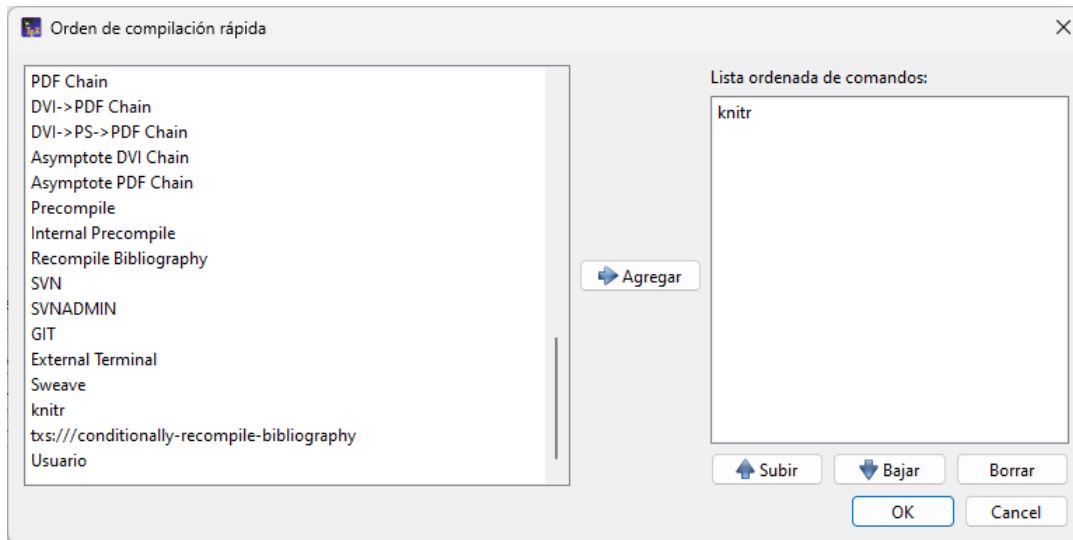 Orden de compilación rápida
PDF Chain
DVI->PDF Chain
DVI->PS->PDF Chain
Asymptote DVI Chain
Asymptote PDF Chain
Precompile
Internal Precompile
Recompile Bibliography
SVN
SVNADMIN
GIT
External Terminal
Sweave
knitr
txs:///conditionally-recompile-bibliography
Usuario
Agregar
Lista ordenada de comandos:
knitr
Subir Bajar Borrar
OK Cancel